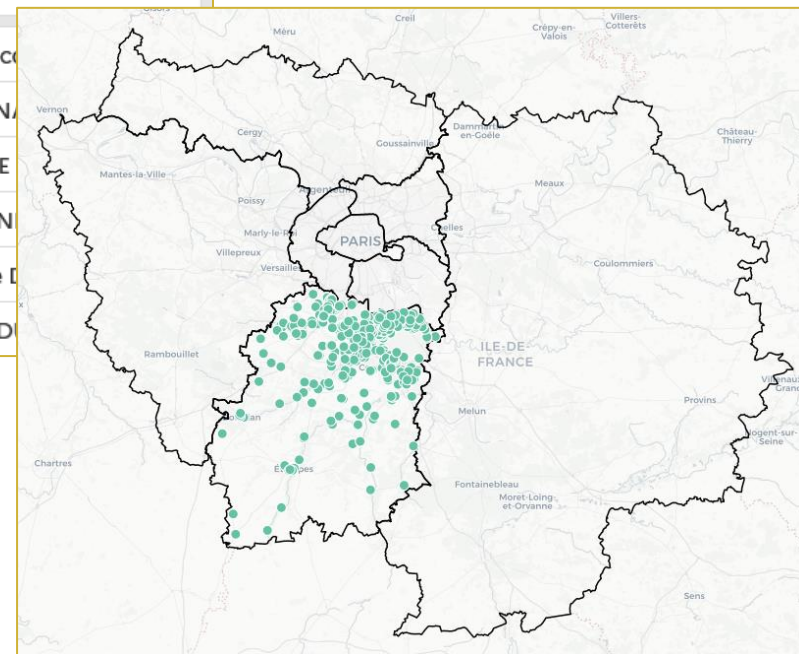 Méru
Creil
Crépy-en-
Valois
Villers-
Cotterêts
Vernon
Cergy
Goussainville
Dammartin-
en-Goële
Château-
Thierry
Mantes-la-Ville
Poissy
Argenteuil
Meaux
Marly-le-Roi
Chelles
PARIS
Villepreux
Versailles
Coulommiers
Rambouillet
ILE-DE-
FRANCE
Melun
Provins
Nogent-sur-
Seine
Chartres
Fontainebleau
Moret-Loing-
et-Orvanne
Sens